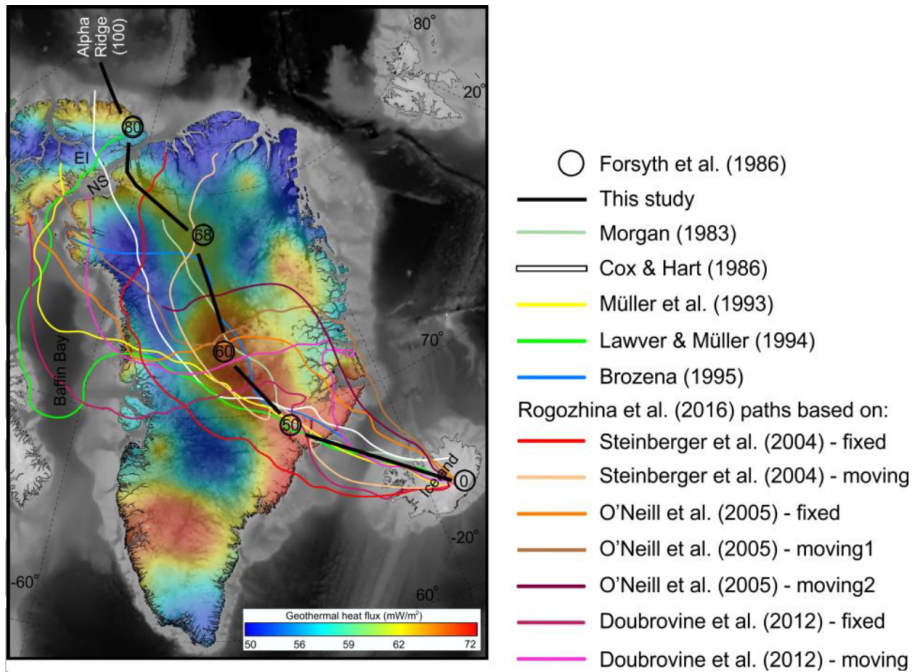 Alpha
Ridge
(100)
80°
20°
80
EI
NS
68
60
70°
Baffin Bay
50
Iceland
0
-20°
-60°
60°
Geothermal heat flux (mW/m²)
50 56 59 62 72
Forsyth et al. (1986)
This study
Morgan (1983)
Cox & Hart (1986)
Müller et al. (1993)
Lawver & Müller (1994)
Brozena (1995)
Rogozhina et al. (2016) paths based on:
Steinberger et al. (2004) - fixed
Steinberger et al. (2004) - moving
O'Neill et al. (2005) - fixed
O'Neill et al. (2005) - moving1
O'Neill et al. (2005) - moving2
Doubrovine et al. (2012) - fixed
Doubrovine et al. (2012) - moving